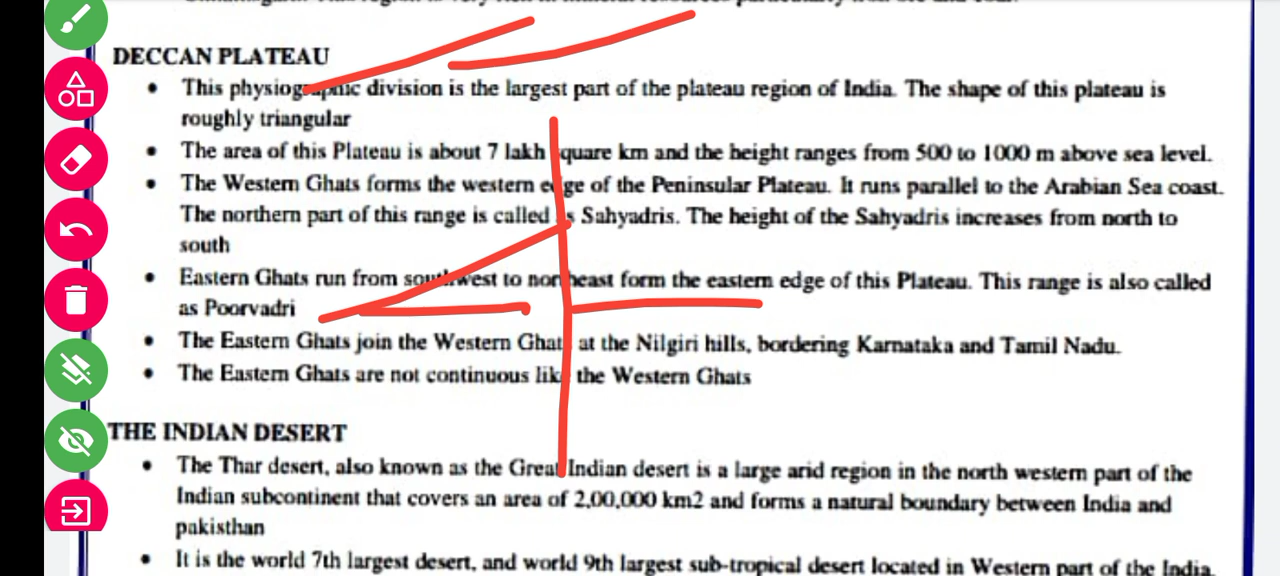 DECCAN PLATEAU
• This physiographic division is the largest part of the plateau region of India. The shape of this plateau is
roughly triangular
• The area of this Plateau is about 7 lakh square km and the height ranges from 500 to 1000 m above sea level.
• The Western Ghats forms the western edge of the Peninsular Plateau. It runs parallel to the Arabian Sea coast.
The northern part of this range is called as Sahyadris. The height of the Sahyadris increases from north to
south
• Eastern Ghats run from southwest to northeast form the eastern edge of this Plateau. This range is also called
as Poorvadri
• The Eastern Ghats join the Western Ghats at the Nilgiri hills, bordering Karnataka and Tamil Nadu.
• The Eastern Ghats are not continuous like the Western Ghats
THE INDIAN DESERT
• The Thar desert, also known as the Great Indian desert is a large arid region in the north western part of the
Indian subcontinent that covers an area of 2,00,000 km2 and forms a natural boundary between India and
pakisthan
• It is the world 7th largest desert, and world 9th largest sub-tropical desert located in Western part of the India.